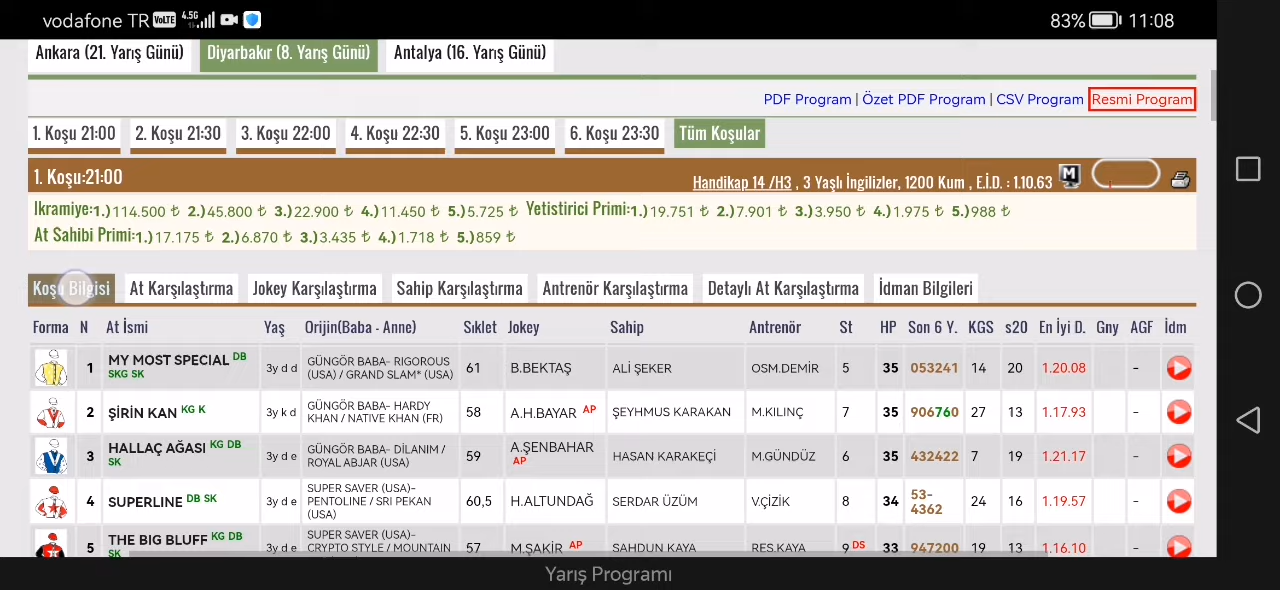 vodafone TR VoLTE 4.5G 83% 11:08
Ankara (21. Yarış Günü) Diyarbakır (8. Yarış Günü) Antalya (16. Yarış Günü)
PDF Program | Özet PDF Program | CSV Program Resmi Program
1. Koşu 21:00 2. Koşu 21:30 3. Koşu 22:00 4. Koşu 22:30 5. Koşu 23:00 6. Koşu 23:30 Tüm Koşular
1. Koşu:21:00 Handikap 14 /H3 , 3 Yaşlı İngilizler, 1200 Kum , E.İ.D. : 1.10.63 M
Ikramiye:1.)114.500 ₺ 2.)45.800 ₺ 3.)22.900 ₺ 4.)11.450 ₺ 5.)5.725 ₺ Yetistirici Primi:1.)19.751 ₺ 2.)7.901 ₺ 3.)3.950 ₺ 4.)1.975 ₺ 5.)988 ₺
At Sahibi Primi:1.)17.175 ₺ 2.)6.870 ₺ 3.)3.435 ₺ 4.)1.718 ₺ 5.)859 ₺
Koşu Bilgisi At Karşılaştırma Jokey Karşılaştırma Sahip Karşılaştırma Antrenör Karşılaştırma Detaylı At Karşılaştırma İdman Bilgileri
Forma N At İsmi Yaş Orijin(Baba - Anne) Sıklet Jokey Sahip Antrenör St HP Son 6 Y. KGS s20 En İyi D. Gny AGF İdm
1 MY MOST SPECIAL DB SKG SK 3y d d GÜNGÖR BABA- RIGOROUS (USA) / GRAND SLAM* (USA) 61 B.BEKTAŞ ALİ ŞEKER OSM.DEMİR 5 35 053241 14 20 1.20.08 -
2 ŞİRİN KAN KG K 3y k d GÜNGÖR BABA- HARDY KHAN / NATIVE KHAN (FR) 58 A.H.BAYAR AP ŞEYHMUS KARAKAN M.KILINÇ 7 35 906760 27 13 1.17.93 -
3 HALLAÇ AĞASI KG DB SK 3y d e GÜNGÖR BABA- DİLANIM / ROYAL ABJAR (USA) 59 A.ŞENBAHAR AP HASAN KARAKEÇİ M.GÜNDÜZ 6 35 432422 7 19 1.21.17 -
4 SUPERLINE DB SK 3y d e SUPER SAVER (USA)- PENTOLINE / SRI PEKAN (USA) 60,5 H.ALTUNDAĞ SERDAR ÜZÜM V.ÇİZİK 8 34 53-4362 24 16 1.19.57 -
5 THE BIG BLUFF KG DB SK 3y d e SUPER SAVER (USA)- CRYPTO STYLE / MOUNTAIN 57 M.ŞAKİR AP SAHDUN KAYA RES.KAYA 9 DS 33 947200 19 13 1.16.10 -
Yarış Programı